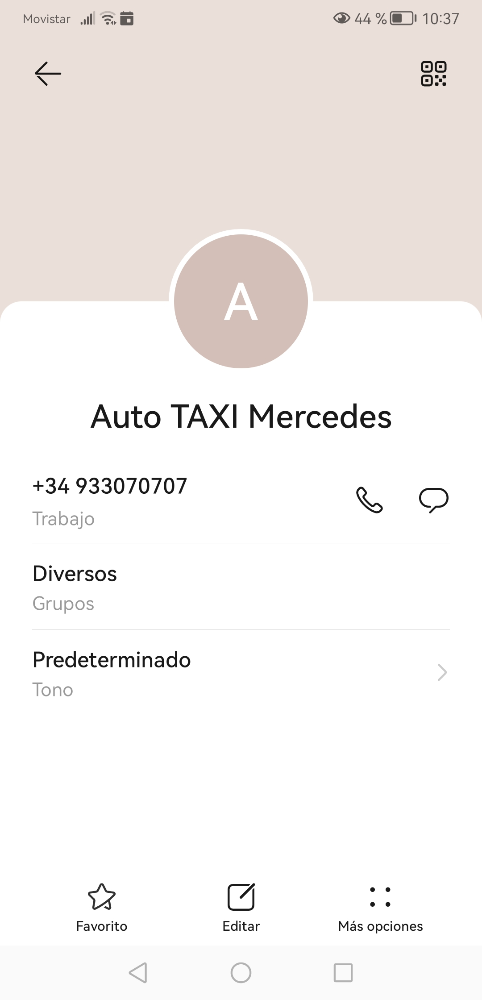 Movistar 44 % 10:37
A
Auto TAXI Mercedes
+34 933070707
Trabajo
Diversos
Grupos
Predeterminado
Tono
Favorito Editar Más opciones